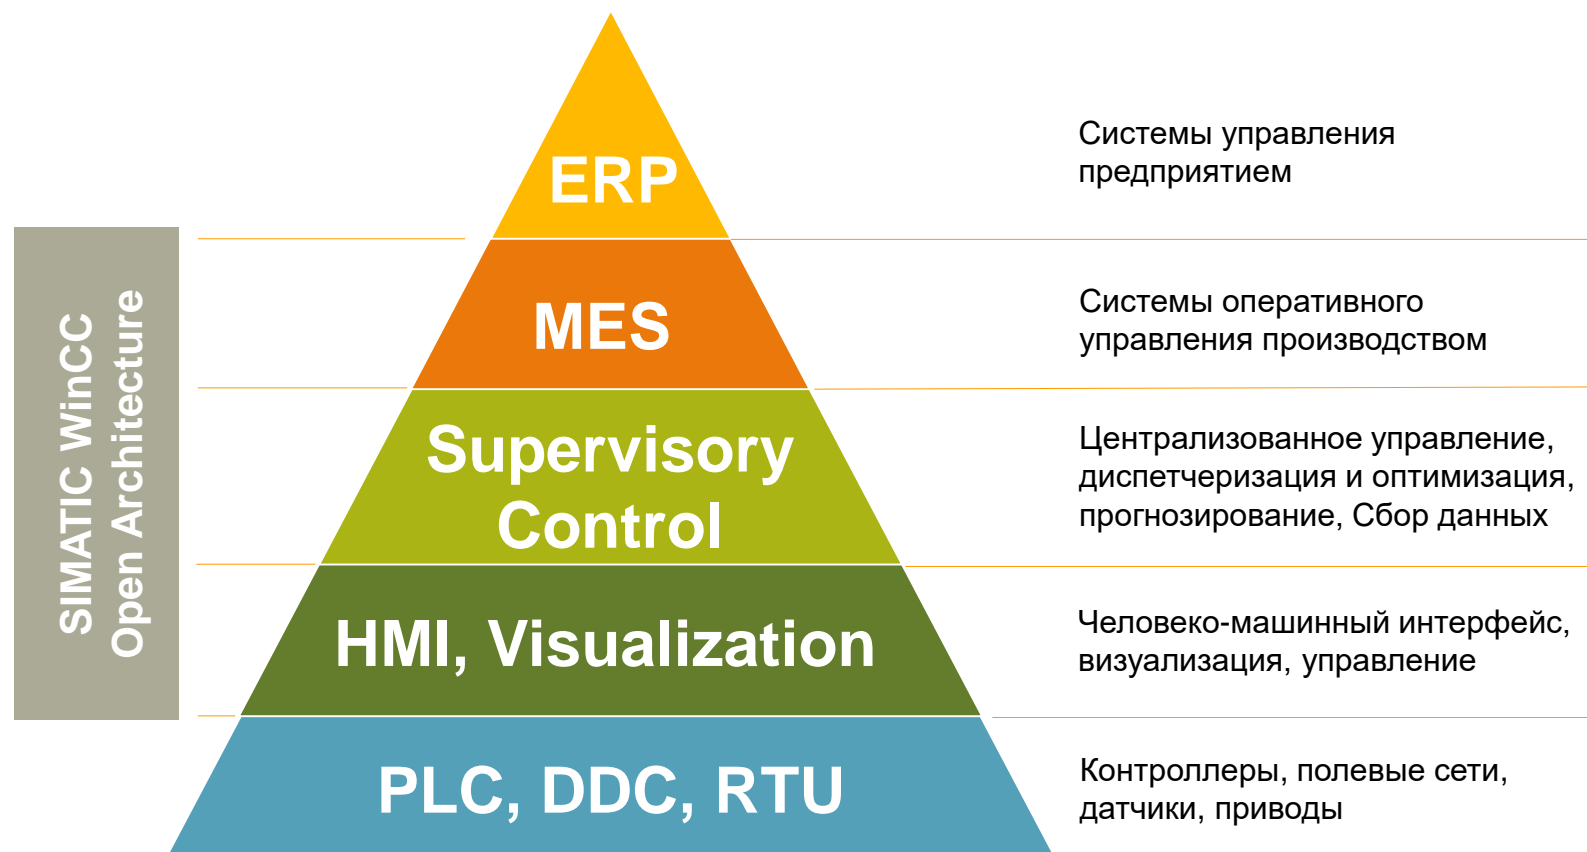 ERP
Системы управления
предприятием
SIMATIC WinCC
Open Architecture
MES
Системы оперативного
управления производством
Supervisory
Control
Централизованное управление,
диспетчеризация и оптимизация,
прогнозирование, Сбор данных
HMI, Visualization
Человеко-машинный интерфейс,
визуализация, управление
PLC, DDC, RTU
Контроллеры, полевые сети,
датчики, приводы